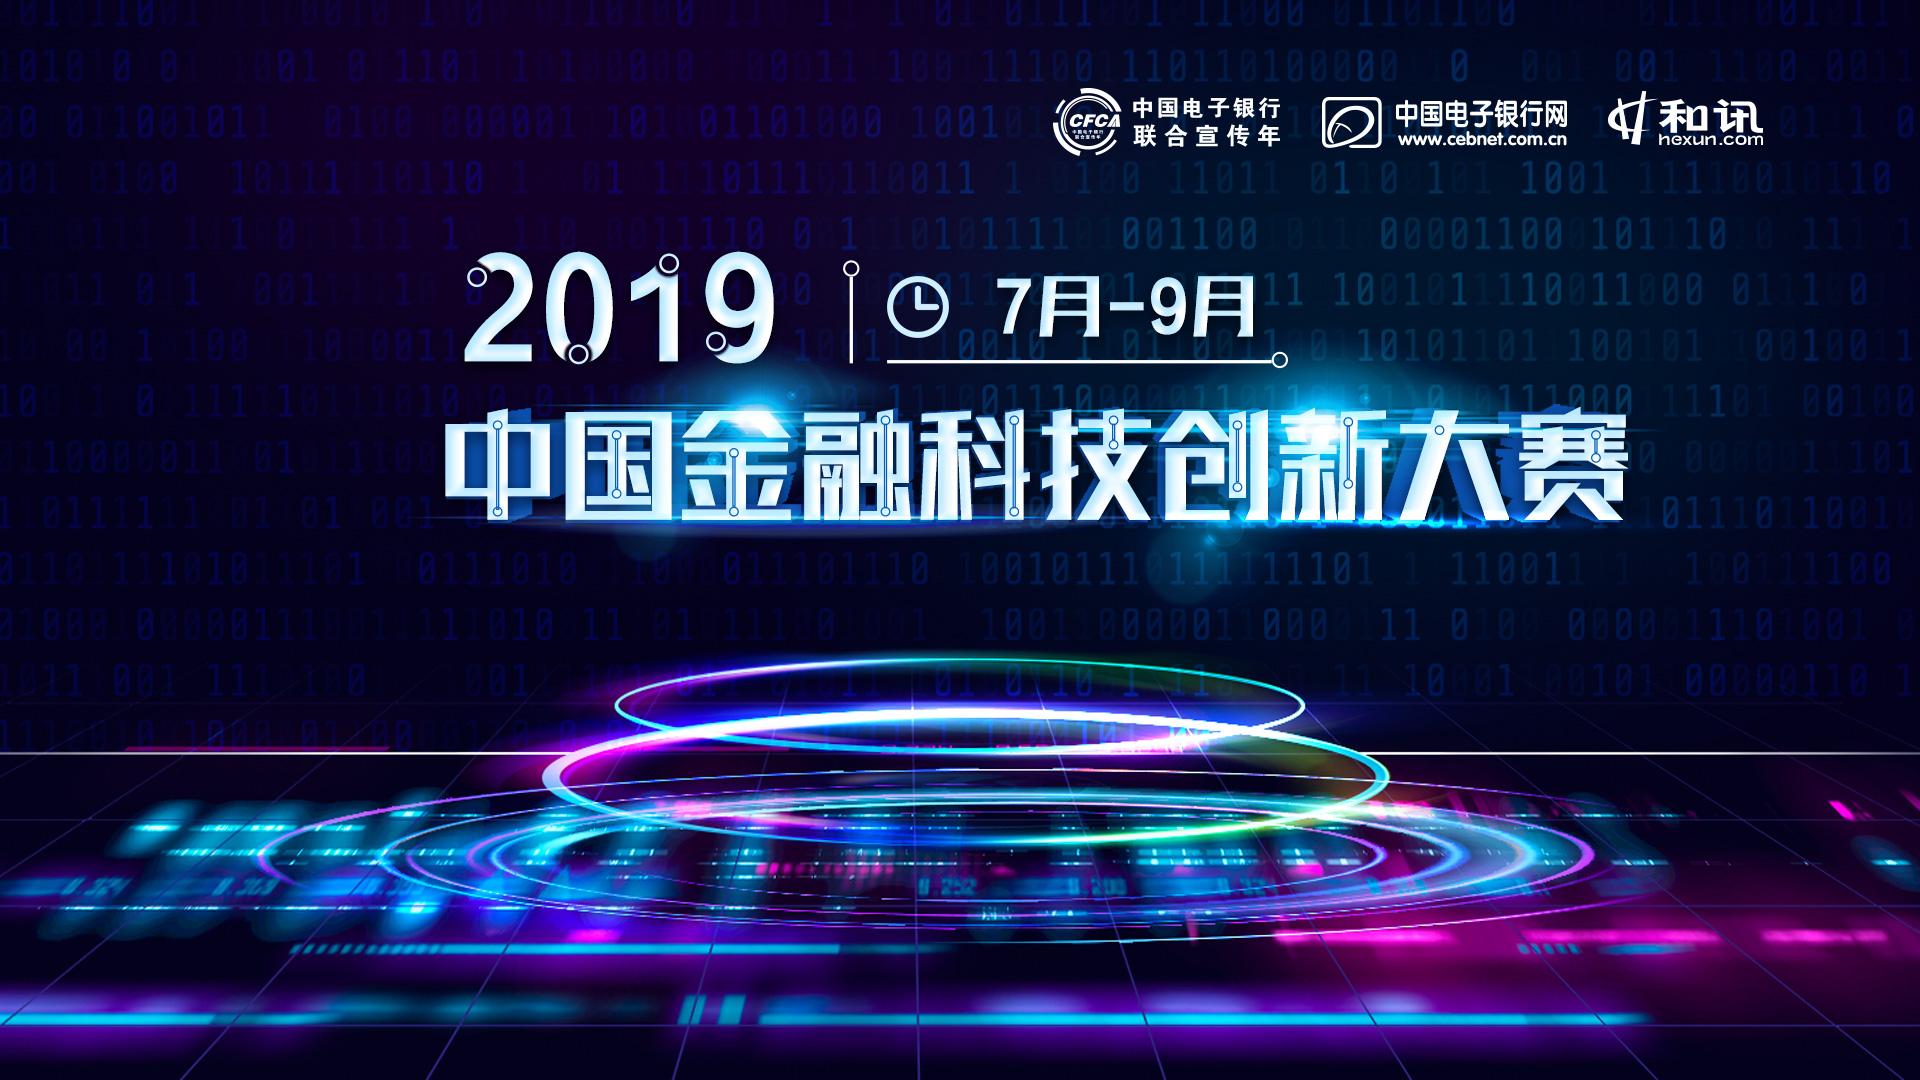 CFCA
中国电子银行
联合宣传年
中国电子银行网
www.cebnet.com.cn
和讯
hexun.com
2019
7月-9月
中国金融科技创新大赛